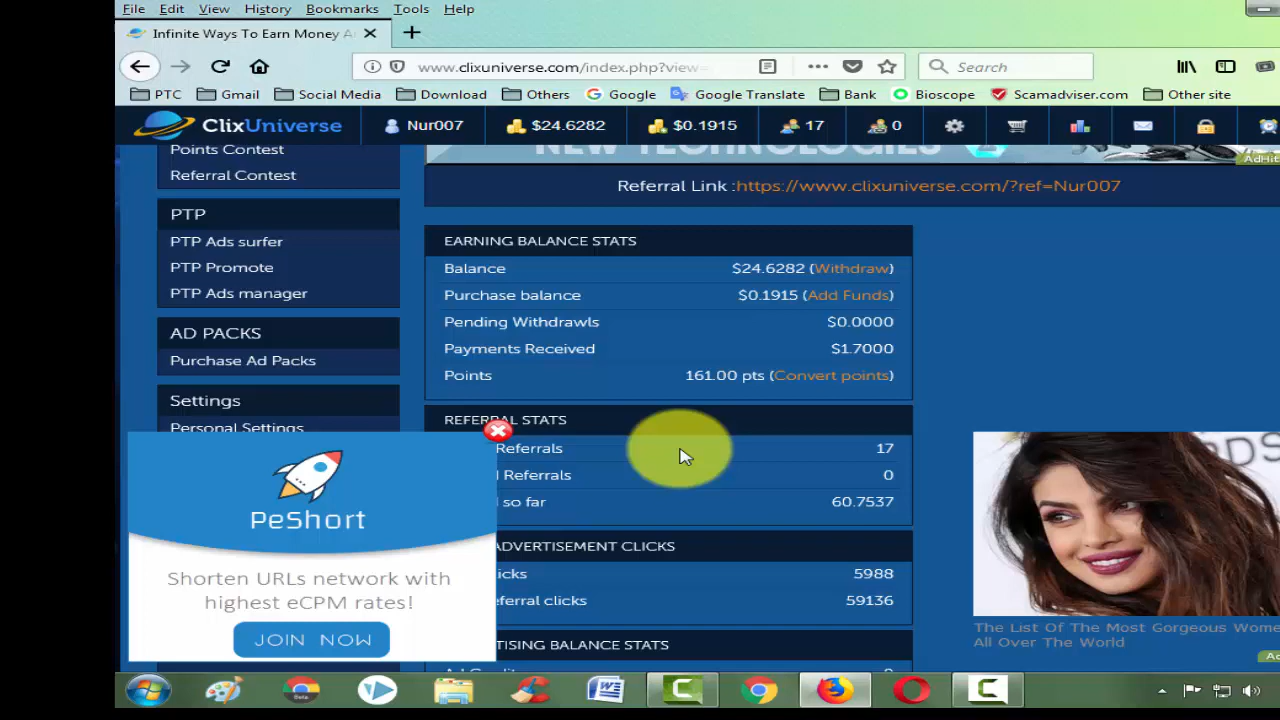 File Edit View History Bookmarks Tools Help
Infinite Ways To Earn Money
www.clixuniverse.com/index.php?view=
Search
PTC Gmail Social Media Download Others Google Google Translate Bank Bioscope Scamadviser.com Other site
ClixUniverse Nur007 $24.6282 $0.1915 17 0
Points Contest
Referral Contest
PTP
PTP Ads surfer
PTP Promote
PTP Ads manager
AD PACKS
Purchase Ad Packs
Settings
Personal Settings
NEW TECHNOLOGIES
Referral Link :https://www.clixuniverse.com/?ref=Nur007
EARNING BALANCE STATS
Balance $24.6282 (Withdraw)
Purchase balance $0.1915 (Add Funds)
Pending Withdrawls $0.0000
Payments Received $1.7000
Points 161.00 pts (Convert points)
REFERRAL STATS
Referrals 17
Referrals 0
so far 60.7537
ADVERTISEMENT CLICKS
5988
clicks 59136
BALANCE STATS
PeShort
Shorten URLs network with
highest eCPM rates!
JOIN NOW
The List Of The Most Gorgeous
All Over The World